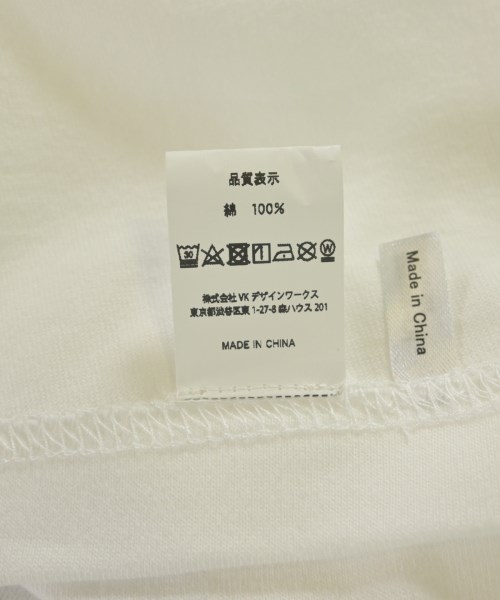 品質表示
綿 100%
30
W
株式会社 VK デザインワークス
東京都渋谷区東 1-27-8 森ハウス 201
MADE IN CHINA
Made in China